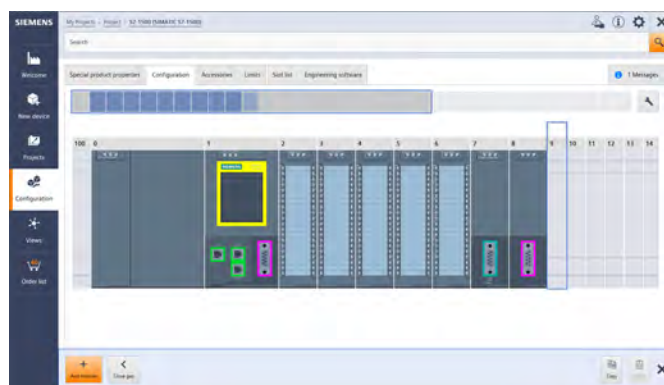 SIEMENS
My Projects > Project > S7-1500 (SIMATIC S7-1500)
Search
Welcome
New device
Projects
Configuration
Views
Order list
Special product properties
Configuration
Accessories
Limits
Slot list
Engineering software
1 Messages
100 0 1 2 3 4 5 6 7 8 9 10 11 12 13 14
SIEMENS
Add module
Close gap
Copy